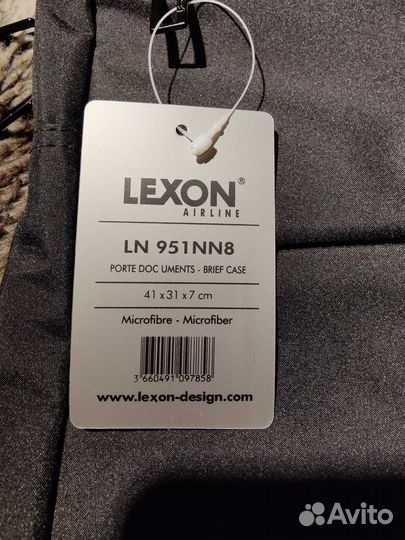 LEXON®
AIRLINE
LN 951NN8
PORTE DOC UMENTS - BRIEF CASE
41 x 31 x 7 cm
Microfibre - Microfiber
3 660491 097858
www.lexon-design.com
Avito